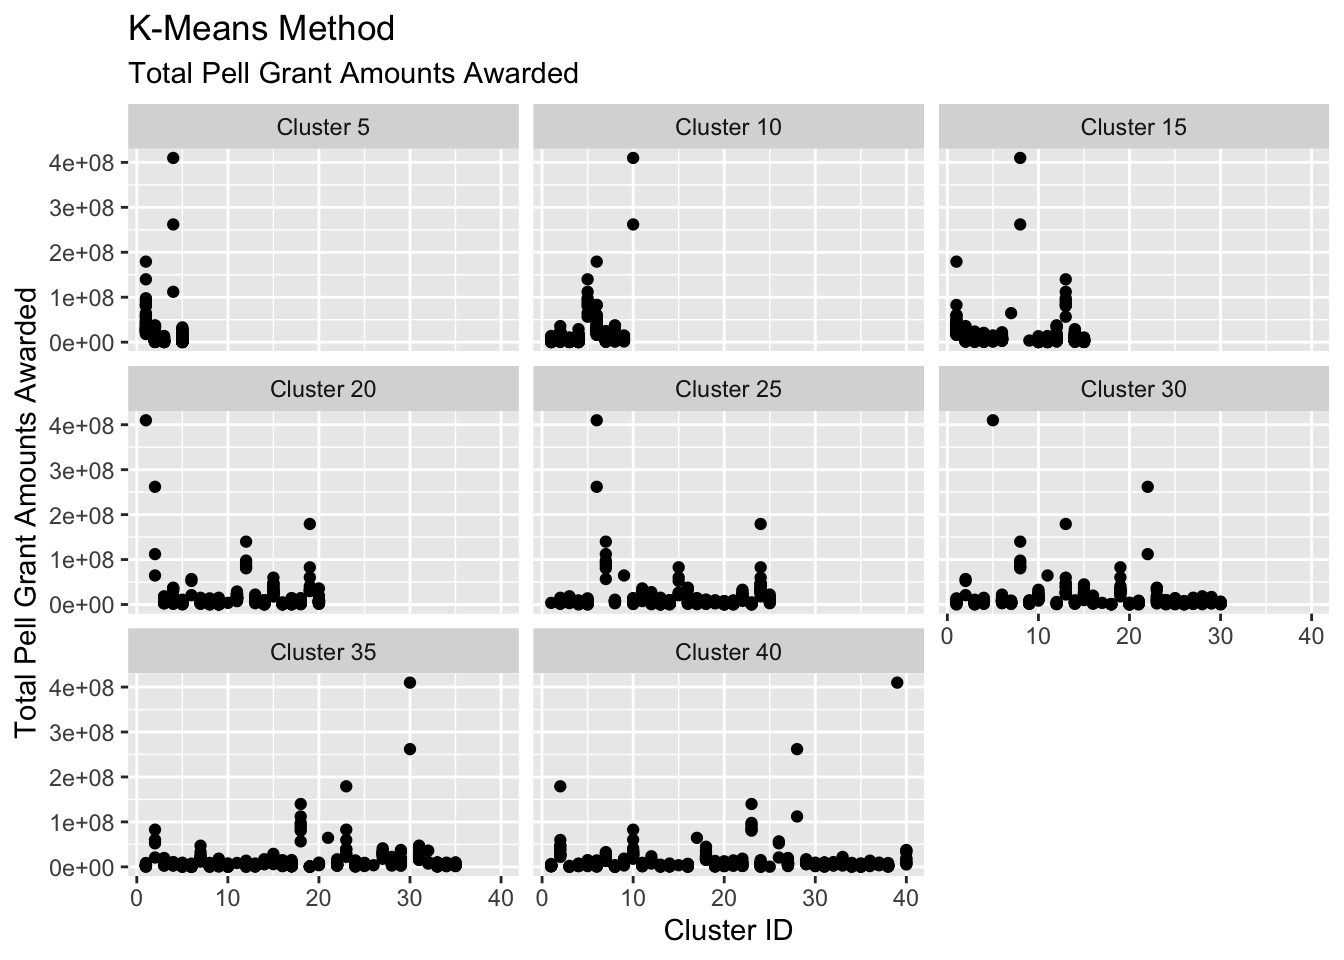 K-Means Method
Total Pell Grant Amounts Awarded
Cluster 5
Cluster 10
Cluster 15
4e+08
3e+08
2e+08
1e+08
0e+00
Cluster 20
Cluster 25
Cluster 30
4e+08
3e+08
2e+08
1e+08
0e+00
0 10 20 30 40
Cluster 35
Cluster 40
4e+08
3e+08
2e+08
1e+08
0e+00
0 10 20 30 40
0 10 20 30 40
Cluster ID
Total Pell Grant Amounts Awarded